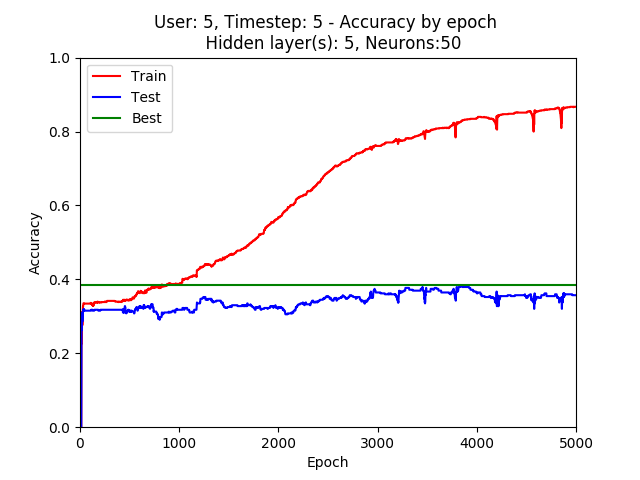 User: 5, Timestep: 5 - Accuracy by epoch
Hidden layer(s): 5, Neurons:50
Train
Test
Best
1.0
0.8
0.6
0.4
0.2
0.0
Accuracy
0 1000 2000 3000 4000 5000
Epoch